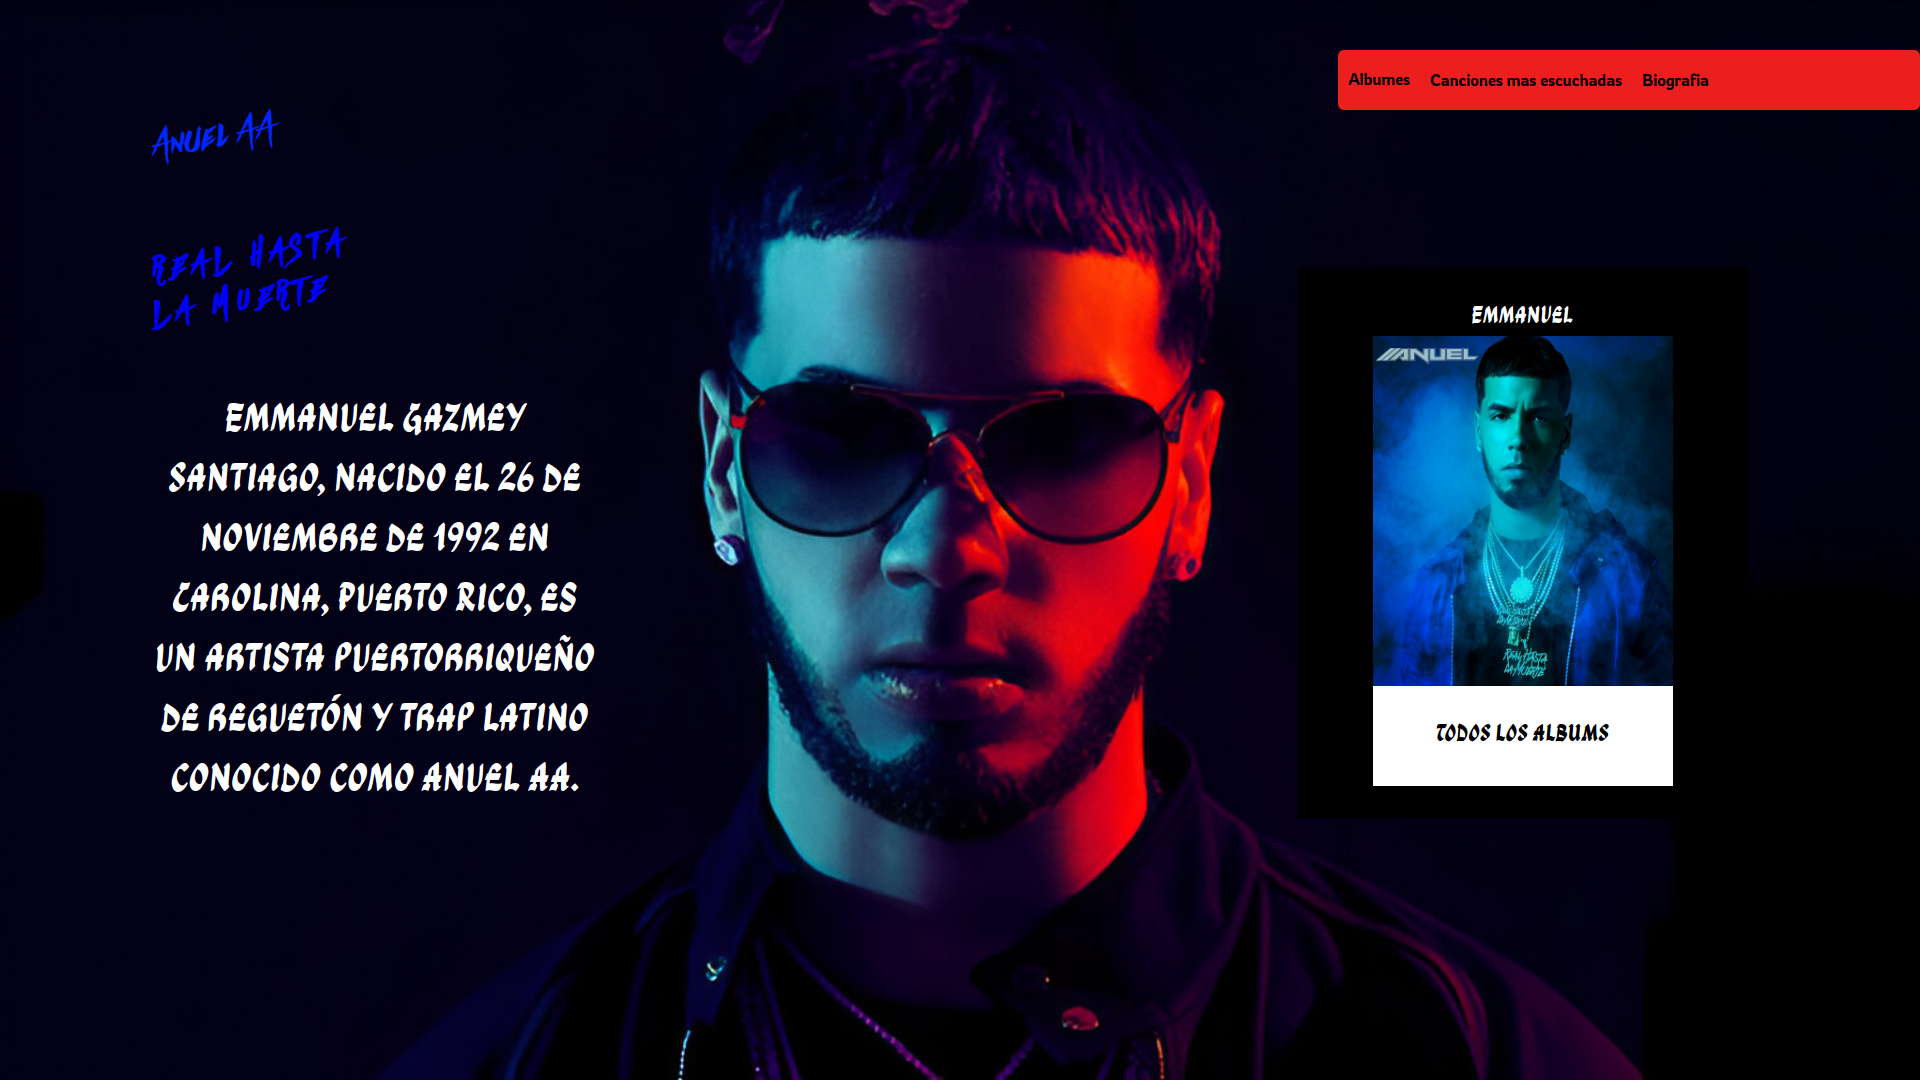 Albumes Canciones mas escuchadas Biografia
Anuel AA
Real Hasta
La Muerte
EMMANUEL GAZMEY
SANTIAGO, NACIDO EL 26 DE
NOVIEMBRE DE 1992 EN
CAROLINA, PUERTO RICO, ES
UN ARTISTA PUERTORRIQUEÑO
DE REGUETÓN Y TRAP LATINO
CONOCIDO COMO ANUEL AA.
EMMANUEL
ANUEL
Real Hasta
La Muerte
TODOS LOS ALBUMS